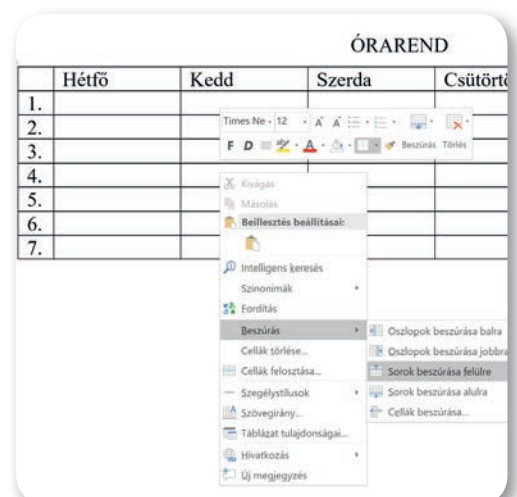 ÓRAREND
Hétfő Kedd Szerda Csütörtö
1.
2.
3.
4.
5.
6.
7.
Times Ne 12 A A
F D A Beszúrás Törlés
Kivágás
Másolás
Beillesztés beállításai:
Intelligens keresés
Szinonimák
Fordítás
Beszúrás
Cellák törlése...
Cellák felosztása...
Szegélystílusok
Szövegirány...
Táblázat tulajdonságai...
Hivatkozás
Új megjegyzés
Oszlopok beszúrása balra
Oszlopok beszúrása jobbra
Sorok beszúrása felülre
Sorok beszúrása alulra
Cellák beszúrása...